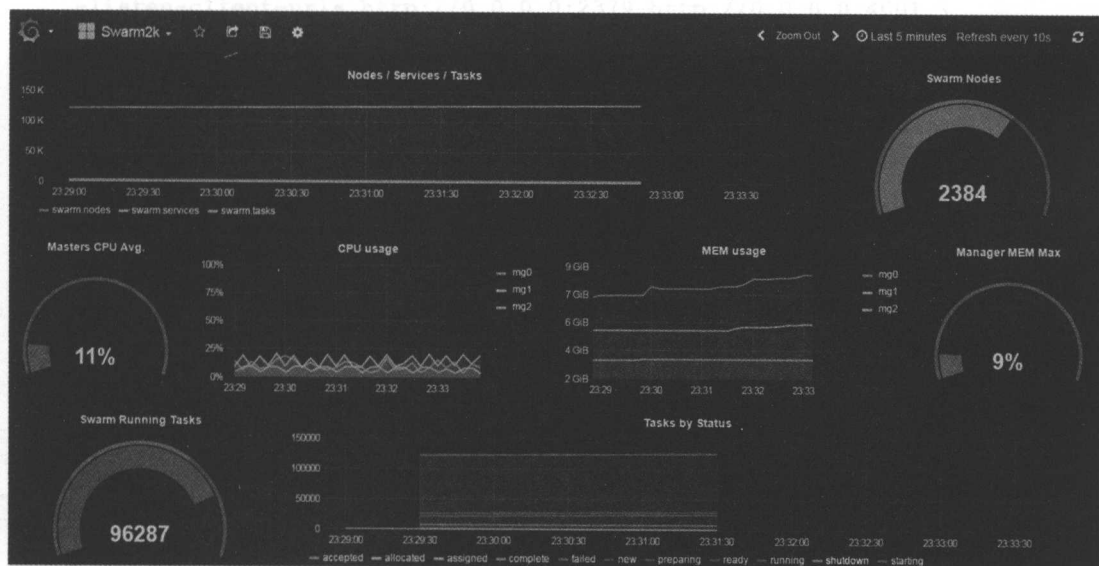 Swarm2k
Zoom Out
Last 5 minutes Refresh every 10s
Nodes / Services / Tasks
150 K
100 K
50 K
0
23:29:00 23:29:30 23:30:00 23:30:30 23:31:00 23:31:30 23:32:00 23:32:30 23:33:00 23:33:30
swarm.nodes swarm.services swarm.tasks
Swarm Nodes
2384
Masters CPU Avg.
11%
CPU usage
100%
75%
50%
25%
0%
23:29 23:30 23:31 23:32 23:33
mg0
mg1
mg2
MEM usage
9 GiB
7 GiB
6 GiB
4 GiB
2 GiB
23:29 23:30 23:31 23:32 23:33
mg0
mg1
mg2
Manager MEM Max
9%
Swarm Running Tasks
96287
Tasks by Status
150000
100000
50000
0
23:29:00 23:29:30 23:30:00 23:30:30 23:31:00 23:31:30 23:32:00 23:32:30 23:33:00 23:33:30
accepted allocated assigned complete failed new preparing ready running shutdown starting